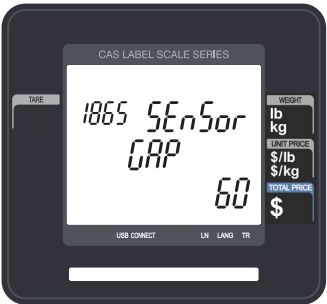 CAS LABEL SCALE SERIES
TARE
1865 SEnSor
GAP
60
WEIGHT
lb
kg
UNIT PRICE
$/lb
$/kg
TOTAL PRICE
$
USB CONNECT LN LANG TR